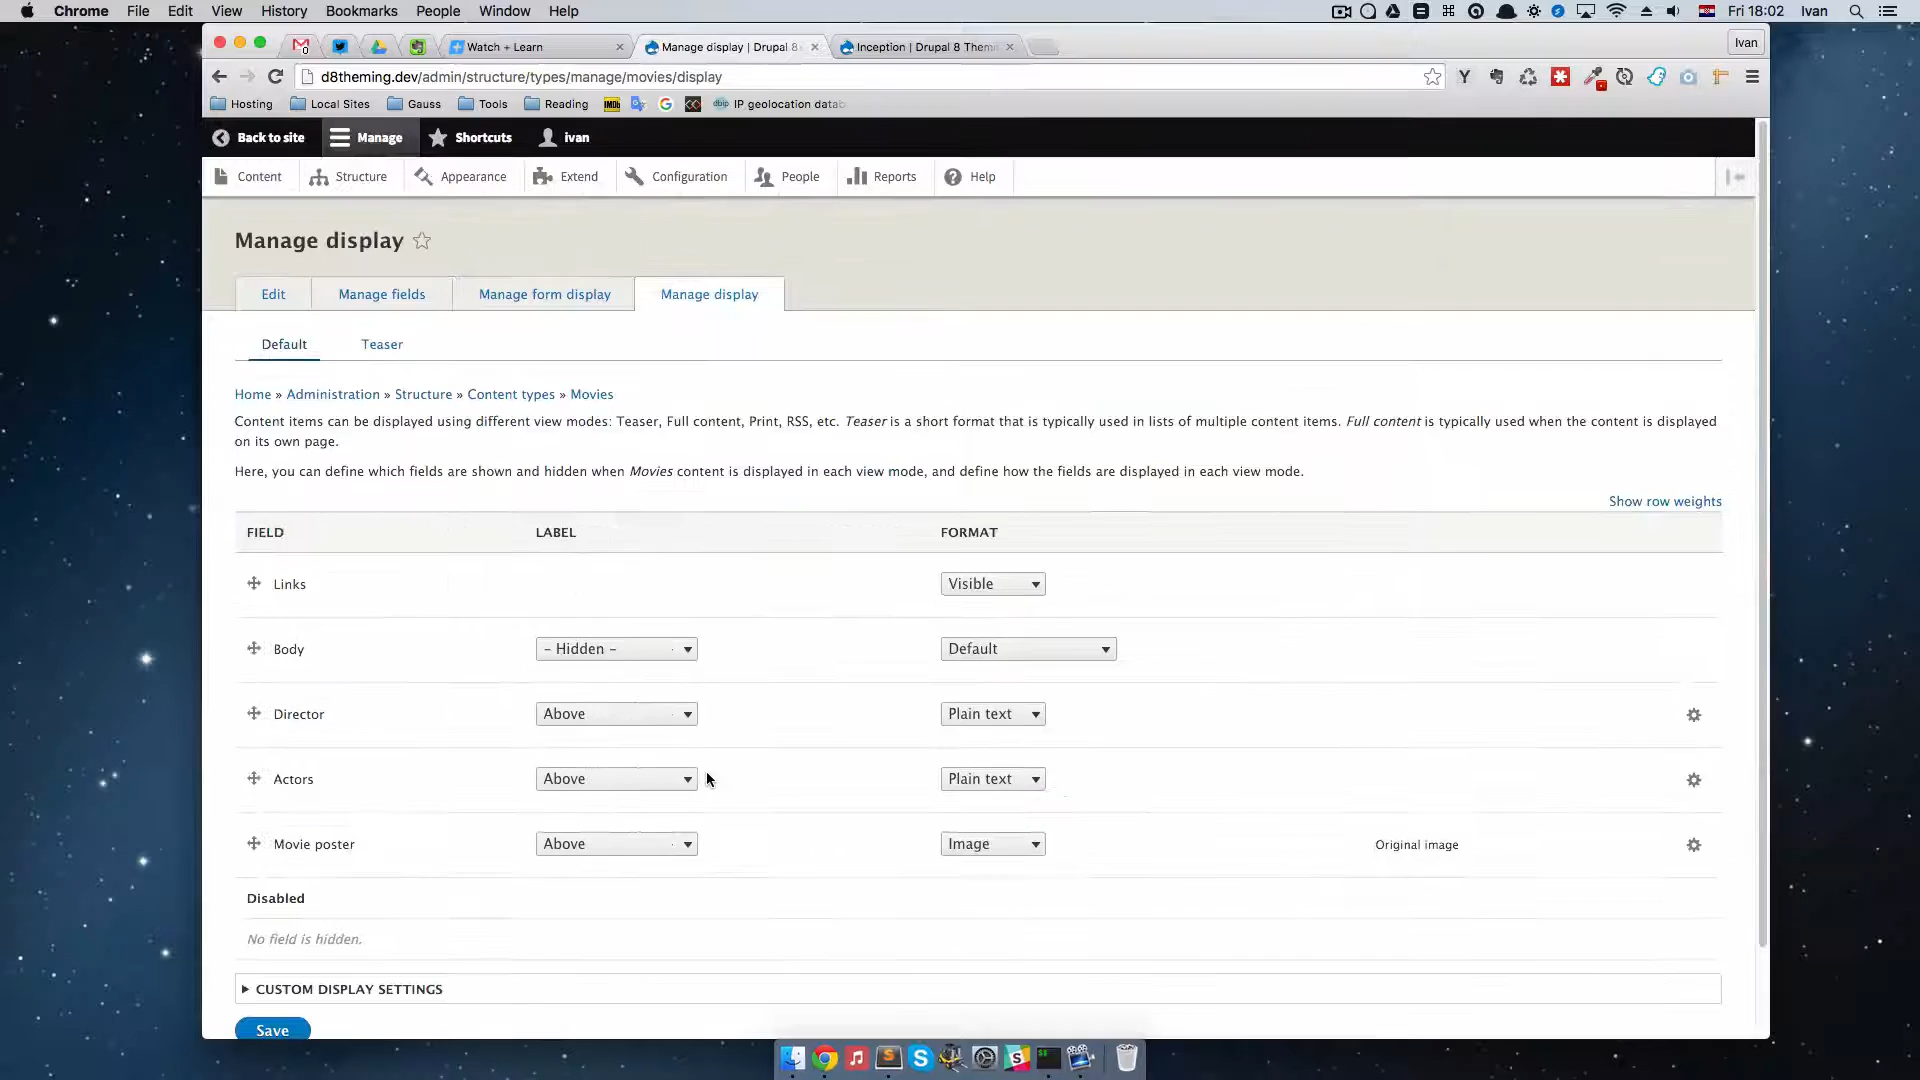 Chrome File Edit View History Bookmarks People Window Help Fri 18:02 Ivan
Watch + Learn Manage display | Drupal 8 Inception | Drupal 8 Themi Ivan
d8theming.dev/admin/structure/types/manage/movies/display
Hosting Local Sites Gauss Tools Reading IMDb dbip IP geolocation datab
Back to site Manage Shortcuts ivan
Content Structure Appearance Extend Configuration People Reports Help
Manage display
Edit Manage fields Manage form display Manage display
Default Teaser
Home » Administration » Structure » Content types » Movies
Content items can be displayed using different view modes: Teaser, Full content, Print, RSS, etc. Teaser is a short format that is typically used in lists of multiple content items. Full content is typically used when the content is displayed
on its own page.
Here, you can define which fields are shown and hidden when Movies content is displayed in each view mode, and define how the fields are displayed in each view mode.
Show row weights
FIELD LABEL FORMAT
Links Visible
Body - Hidden - Default
Director Above Plain text
Actors Above Plain text
Movie poster Above Image Original image
Disabled
No field is hidden.
CUSTOM DISPLAY SETTINGS
Save